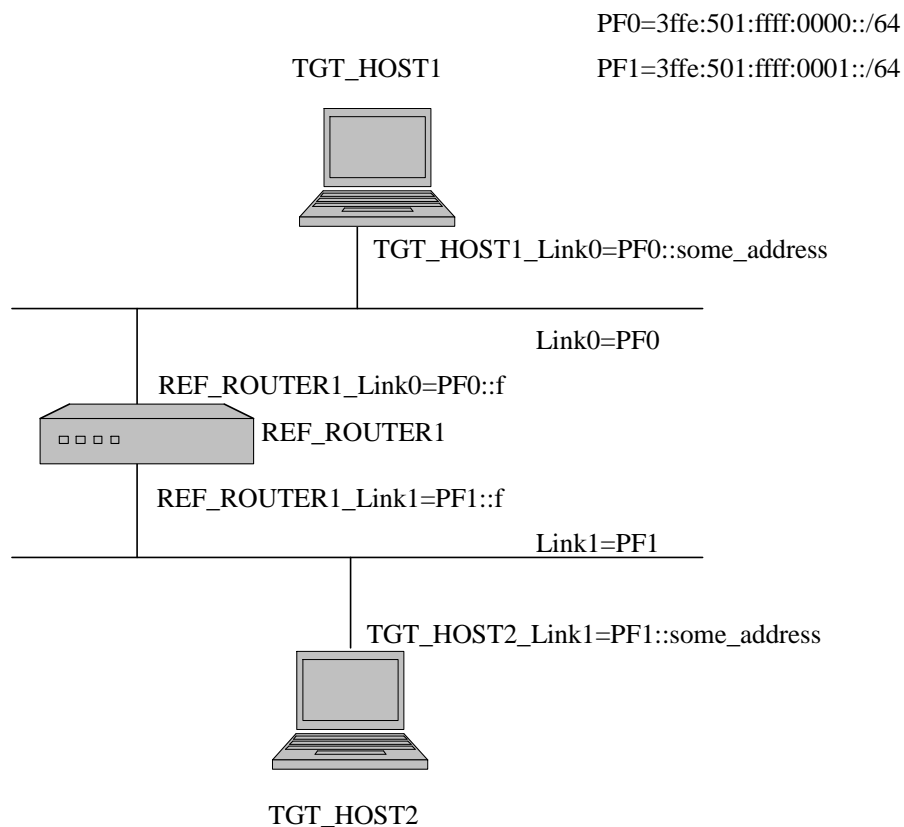 PF0=3ffe:501:ffff:0000::/64
TGT_HOST1
PF1=3ffe:501:ffff:0001::/64
TGT_HOST1_Link0=PF0::some_address
Link0=PF0
REF_ROUTER1_Link0=PF0::f
REF_ROUTER1
REF_ROUTER1_Link1=PF1::f
Link1=PF1
TGT_HOST2_Link1=PF1::some_address
TGT_HOST2